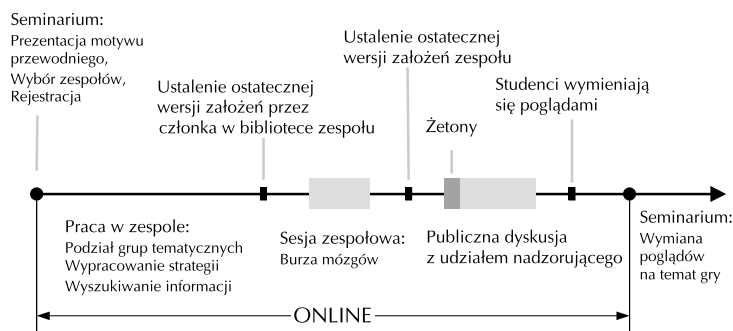 Seminarium:
Prezentacja motywu
przewodniego,
Wybór zespołów,
Rejestracja
Ustalenie ostatecznej
wersji założeń przez
członka w bibliotece zespołu
Ustalenie ostatecznej
wersji założeń zespołu
Żetony
Studenci wymieniają
się poglądami
Praca w zespole:
Podział grup tematycznych
Wypracowanie strategii
Wyszukiwanie informacji
Sesja zespołowa:
Burza mózgów
Publiczna dyskusja
z udziałem nadzorującego
Seminarium:
Wymiana
poglądów
na temat gry
ONLINE